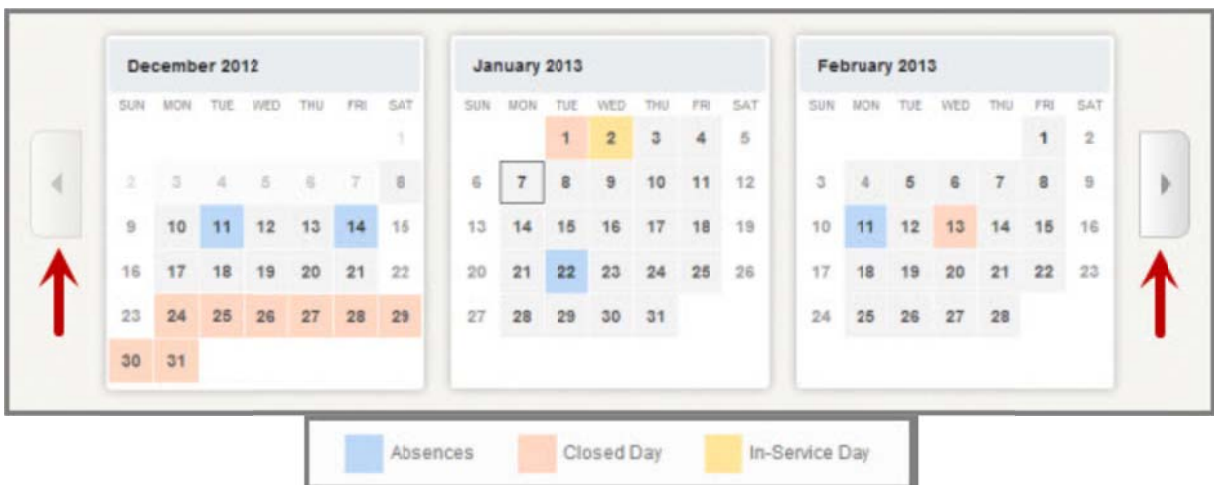 December 2012
SUN MON TUE WED THU FRI SAT
1
2 3 4 5 6 7 8
9 10 11 12 13 14 15
16 17 18 19 20 21 22
23 24 25 26 27 28 29
30 31
January 2013
SUN MON TUE WED THU FRI SAT
1 2 3 4 5
6 7 8 9 10 11 12
13 14 15 16 17 18 19
20 21 22 23 24 25 26
27 28 29 30 31
February 2013
SUN MON TUE WED THU FRI SAT
1 2
3 4 5 6 7 8 9
10 11 12 13 14 15 16
17 18 19 20 21 22 23
24 25 26 27 28
Absences Closed Day In-Service Day